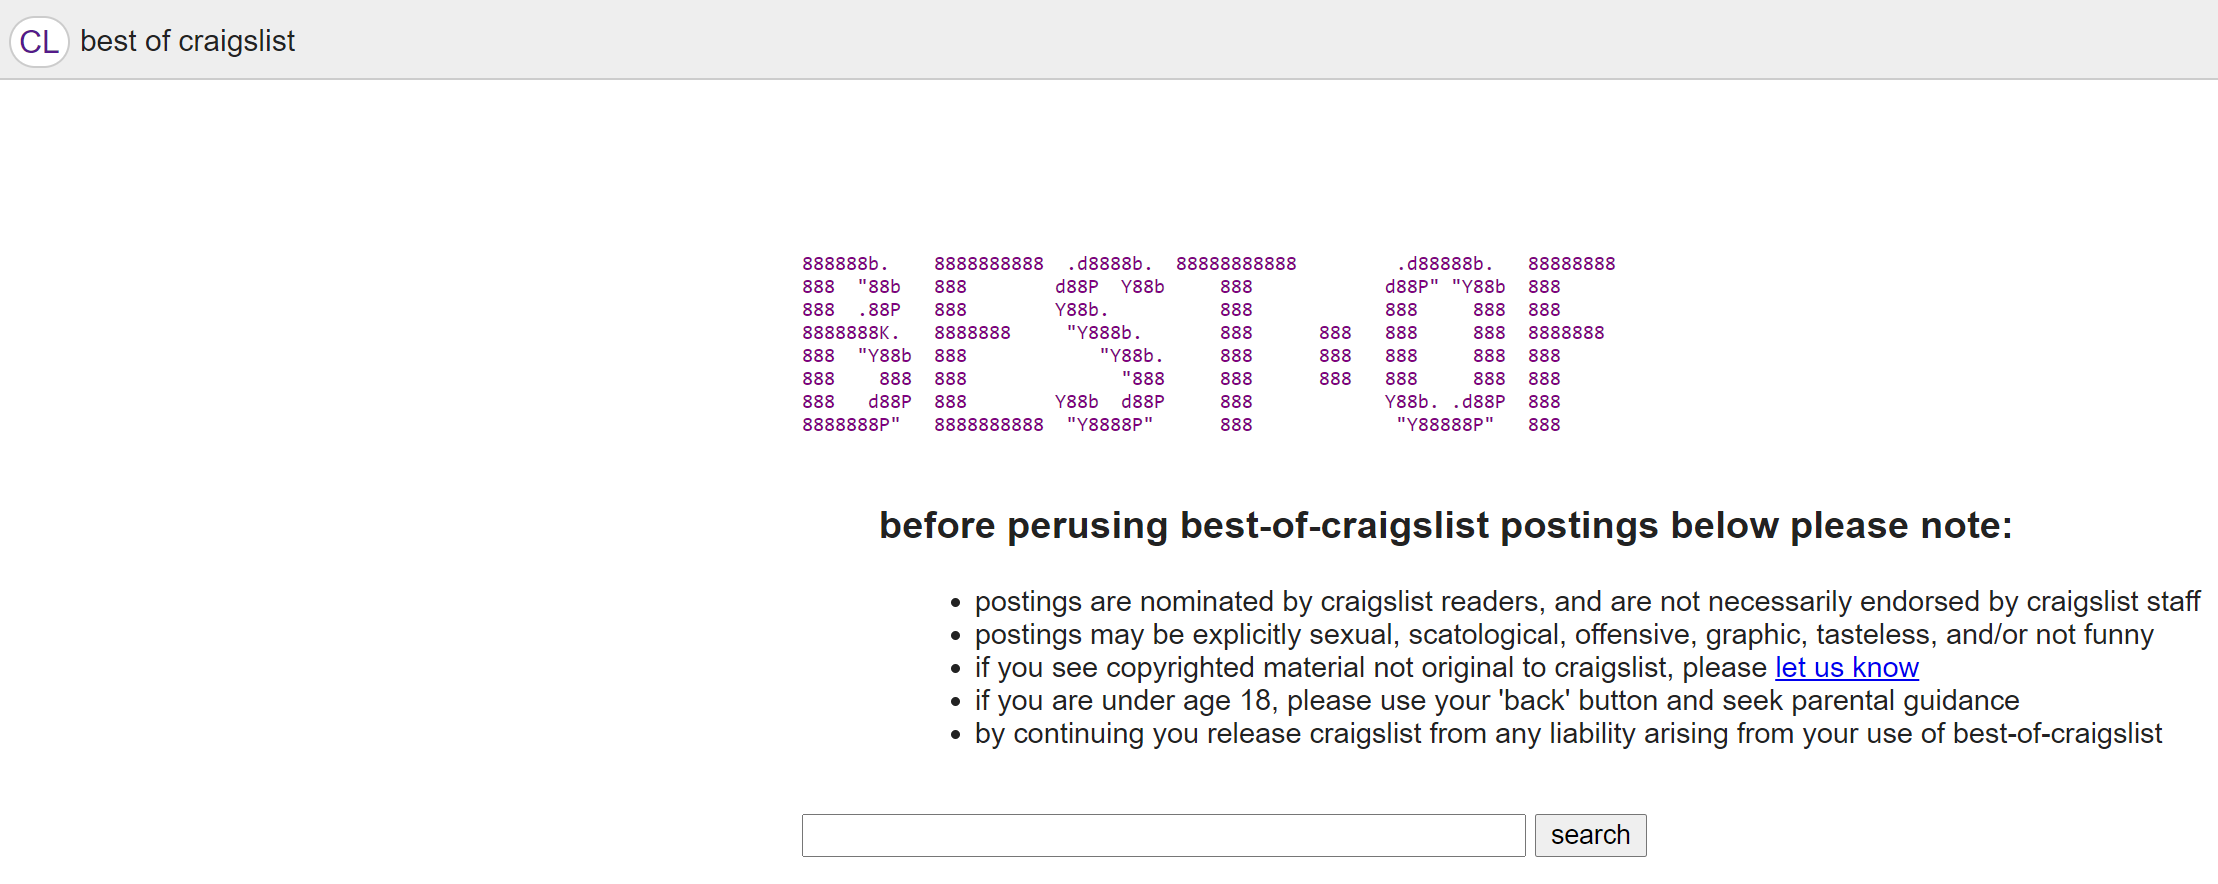 CL best of craigslist
888888b.    8888888888  .d8888b.  88888888888         .d88888b.   88888888
888  "88b   888        d88P  Y88b     888            d88P" "Y88b  888
888  .88P   888        Y88b.          888            888     888  888
8888888K.   8888888     "Y888b.       888      888   888     888  8888888
888  "Y88b  888            "Y88b.     888      888   888     888  888
888    888  888              "888     888      888   888     888  888
888   d88P  888        Y88b  d88P     888            Y88b. .d88P  888
8888888P"   8888888888  "Y8888P"      888             "Y88888P"   888
before perusing best-of-craigslist postings below please note:
• postings are nominated by craigslist readers, and are not necessarily endorsed by craigslist staff
• postings may be explicitly sexual, scatological, offensive, graphic, tasteless, and/or not funny
• if you see copyrighted material not original to craigslist, please let us know
• if you are under age 18, please use your 'back' button and seek parental guidance
• by continuing you release craigslist from any liability arising from your use of best-of-craigslist
search